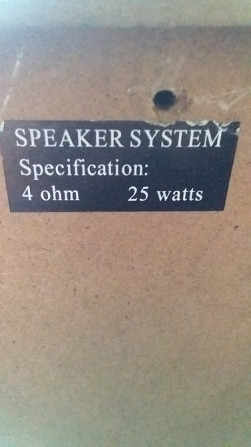 SPEAKER SYSTEM
Specification:
4 ohm 25 watts